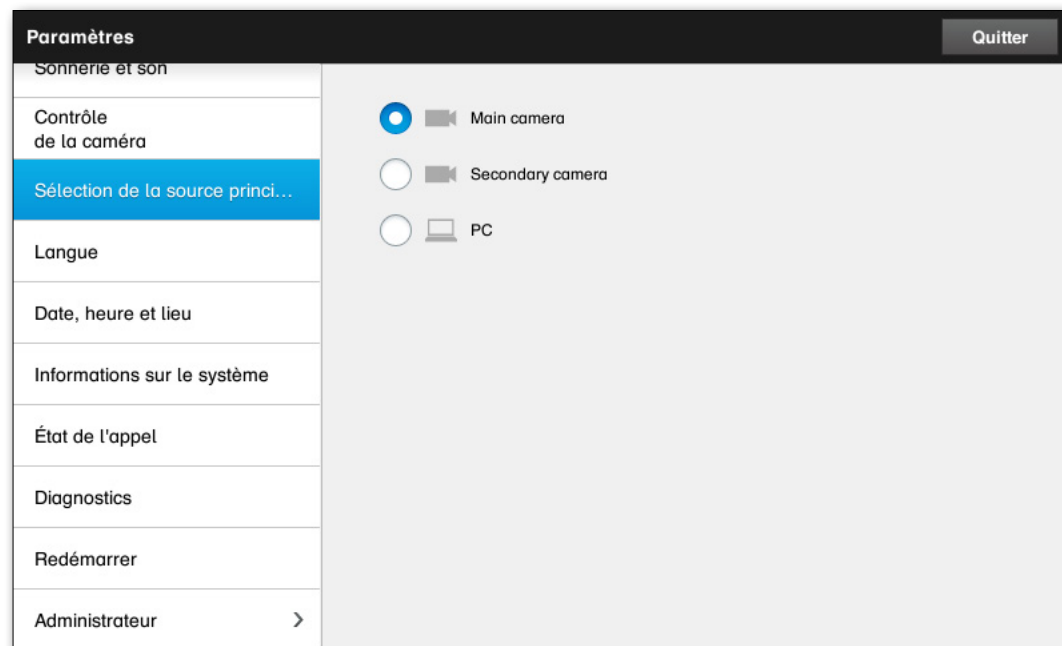 Paramètres
Quitter
Sonnerie et son
Contrôle
de la caméra
Sélection de la source princi...
Langue
Date, heure et lieu
Informations sur le système
État de l'appel
Diagnostics
Redémarrer
Administrateur
Main camera
Secondary camera
PC